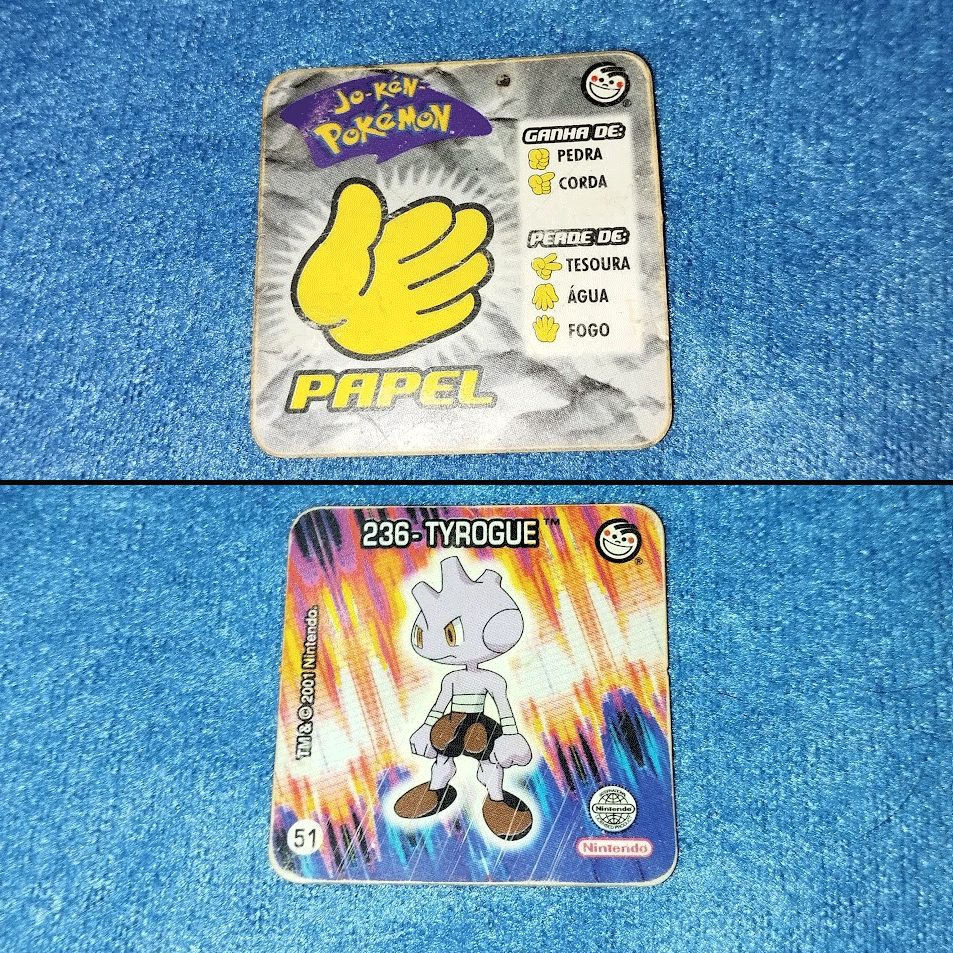 Jo-Kén-
Pokémon
GANHA DE:
PEDRA
CORDA
PERDE DE:
TESOURA
ÁGUA
FOGO
PAPEL
®
236-TYROGUE™
®
TM & © 2001 Nintendo.
51
Nintendo
Nintendo